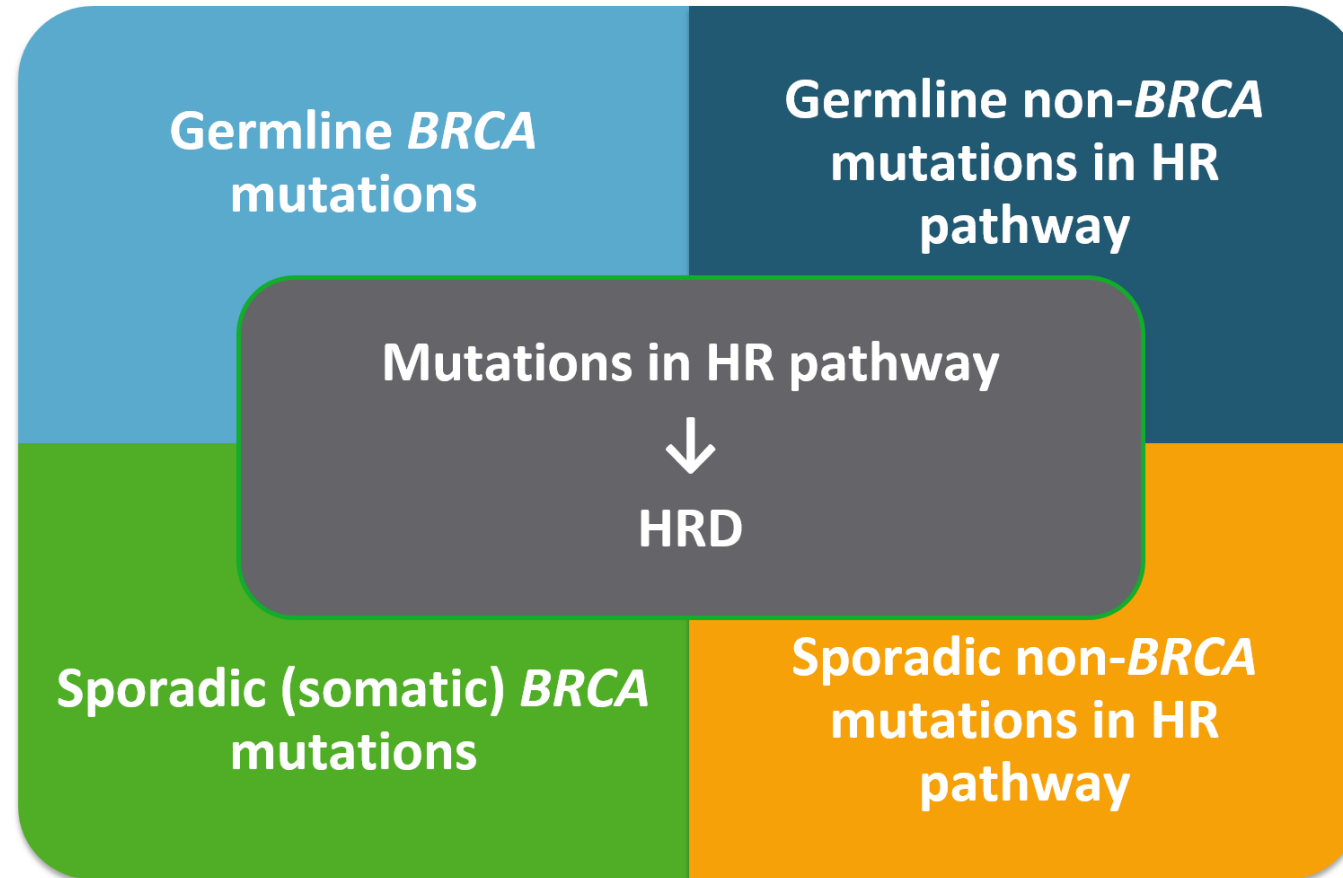 Germline BRCA
mutations
Germline non-BRCA
mutations in HR
pathway
Mutations in HR pathway
↓
HRD
Sporadic (somatic) BRCA
mutations
Sporadic non-BRCA
mutations in HR
pathway